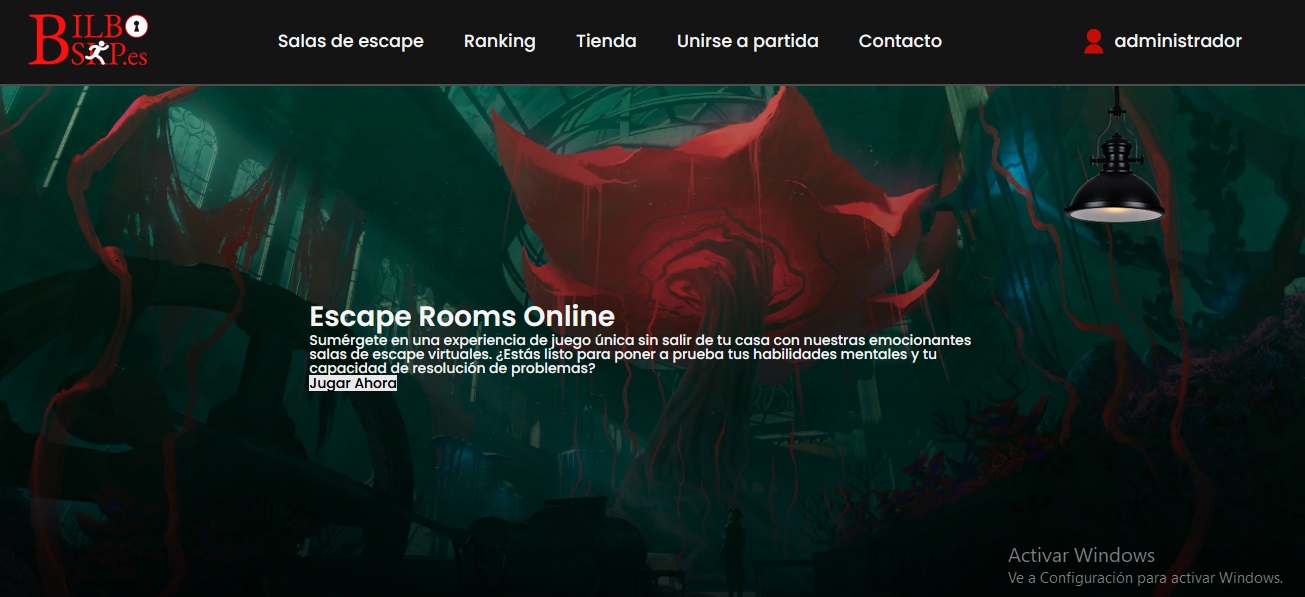 BILBO
SKP.es
Salas de escape
Ranking
Tienda
Unirse a partida
Contacto
administrador
Escape Rooms Online
Sumérgete en una experiencia de juego única sin salir de tu casa con nuestras emocionantes
salas de escape virtuales. ¿Estás listo para poner a prueba tus habilidades mentales y tu
capacidad de resolución de problemas?
Jugar Ahora
Activar Windows
Ve a Configuración para activar Windows.